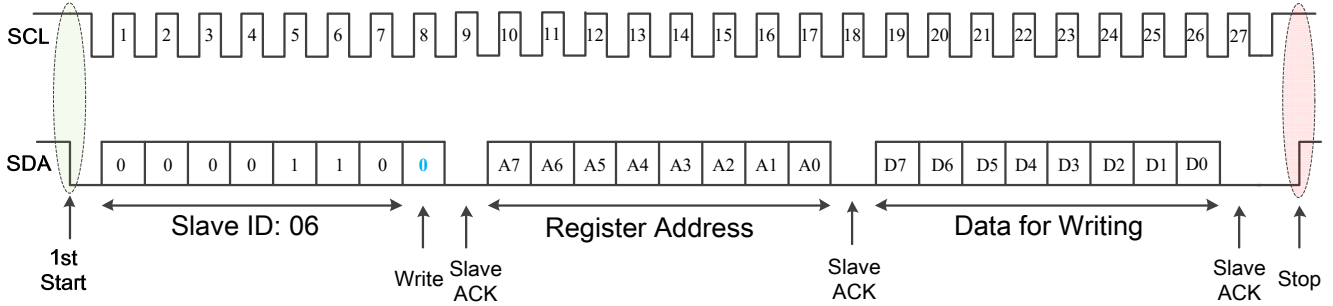 SCL 1 2 3 4 5 6 7 8 9 10 11 12 13 14 15 16 17 18 19 20 21 22 23 24 25 26 27
SDA 0 0 0 0 1 1 0 0 A7 A6 A5 A4 A3 A2 A1 A0 D7 D6 D5 D4 D3 D2 D1 D0
Slave ID: 06 Register Address Data for Writing
1st
Start
Write
Slave
ACK
Slave
ACK
Slave
ACK
Stop